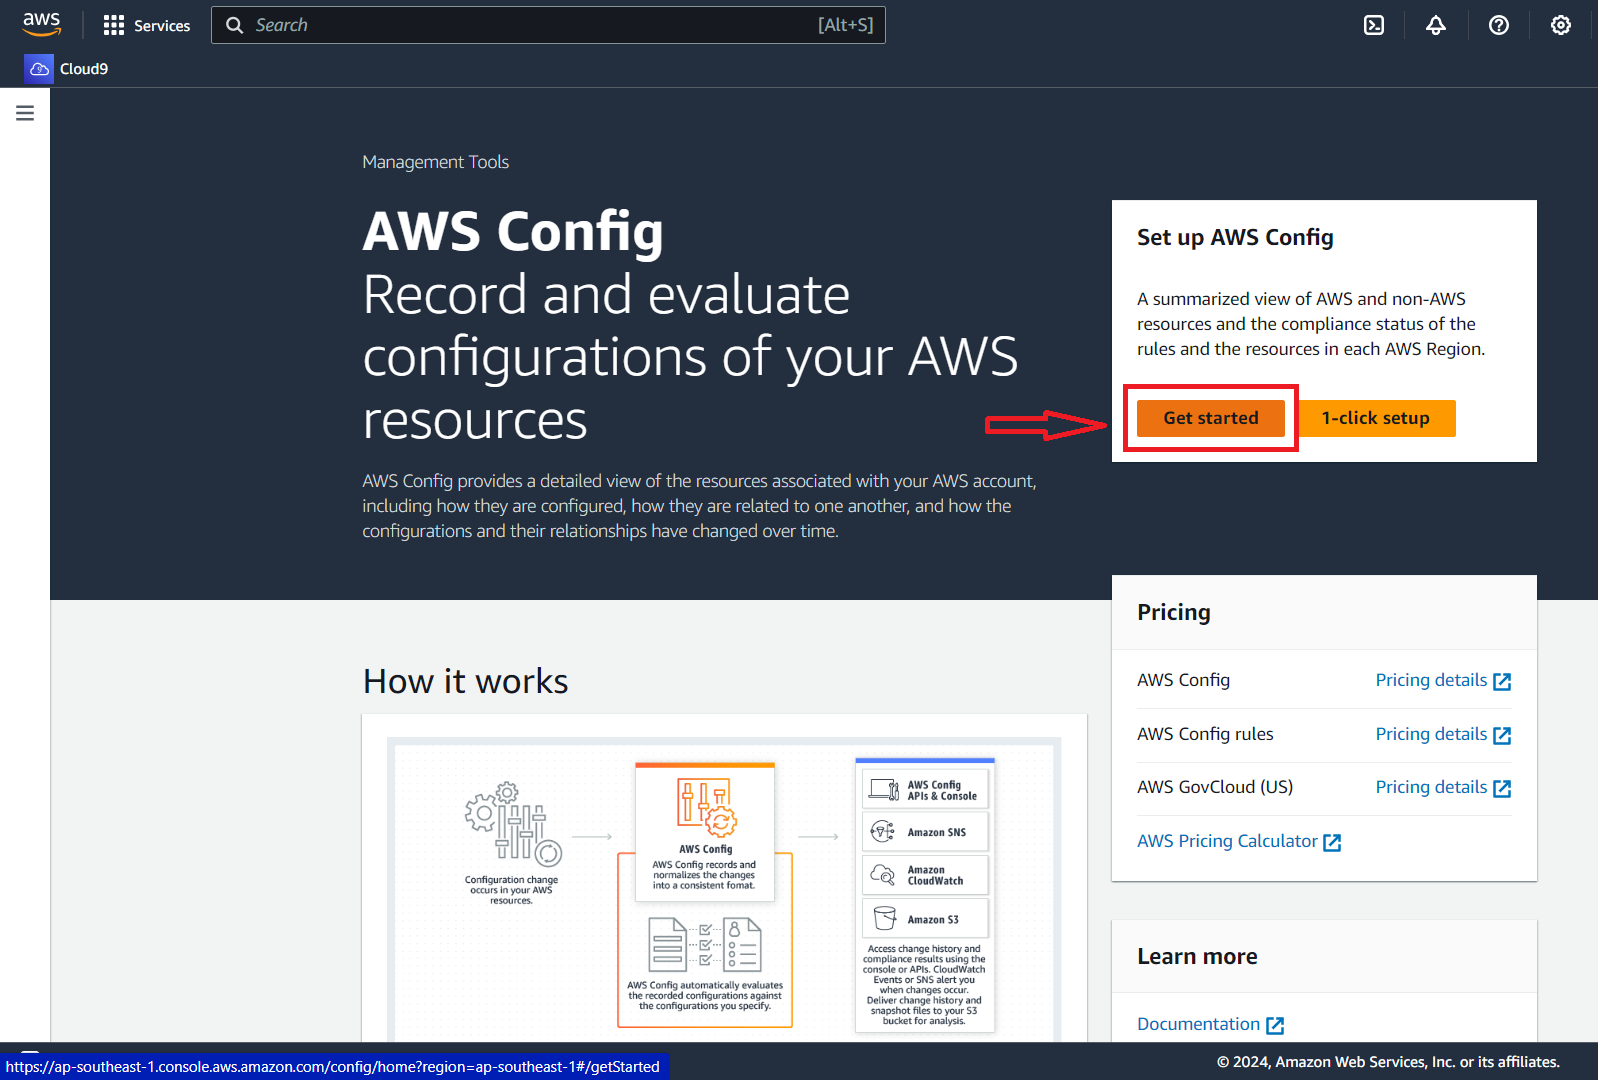 aws
Services
Search
[Alt+S]
Cloud9
Management Tools
AWS Config
Record and evaluate
configurations of your AWS
resources
AWS Config provides a detailed view of the resources associated with your AWS account,
including how they are configured, how they are related to one another, and how the
configurations and their relationships have changed over time.
Set up AWS Config
A summarized view of AWS and non-AWS
resources and the compliance status of the
rules and the resources in each AWS Region.
Get started
1-click setup
Pricing
AWS Config
Pricing details
AWS Config rules
Pricing details
AWS GovCloud (US)
Pricing details
AWS Pricing Calculator
Learn more
Documentation
How it works
Configuration change
occurs in your AWS
resources.
AWS Config
AWS Config records and
normalizes the changes
into a consistent fomat.
AWS Config automatically evaluates
the recorded configurations against
the configurations you specify.
AWS Config
APIs & Console
Amazon SNS
Amazon
CloudWatch
Amazon S3
Access change history and
compliance results using the
console or APIs. CloudWatch
Events or SNS alert you
when changes occur.
Deliver change history and
snapshot files to your S3
bucket for analysis.
https://ap-southeast-1.console.aws.amazon.com/config/home?region=ap-southeast-1#/getStarted
© 2024, Amazon Web Services, Inc. or its affiliates.